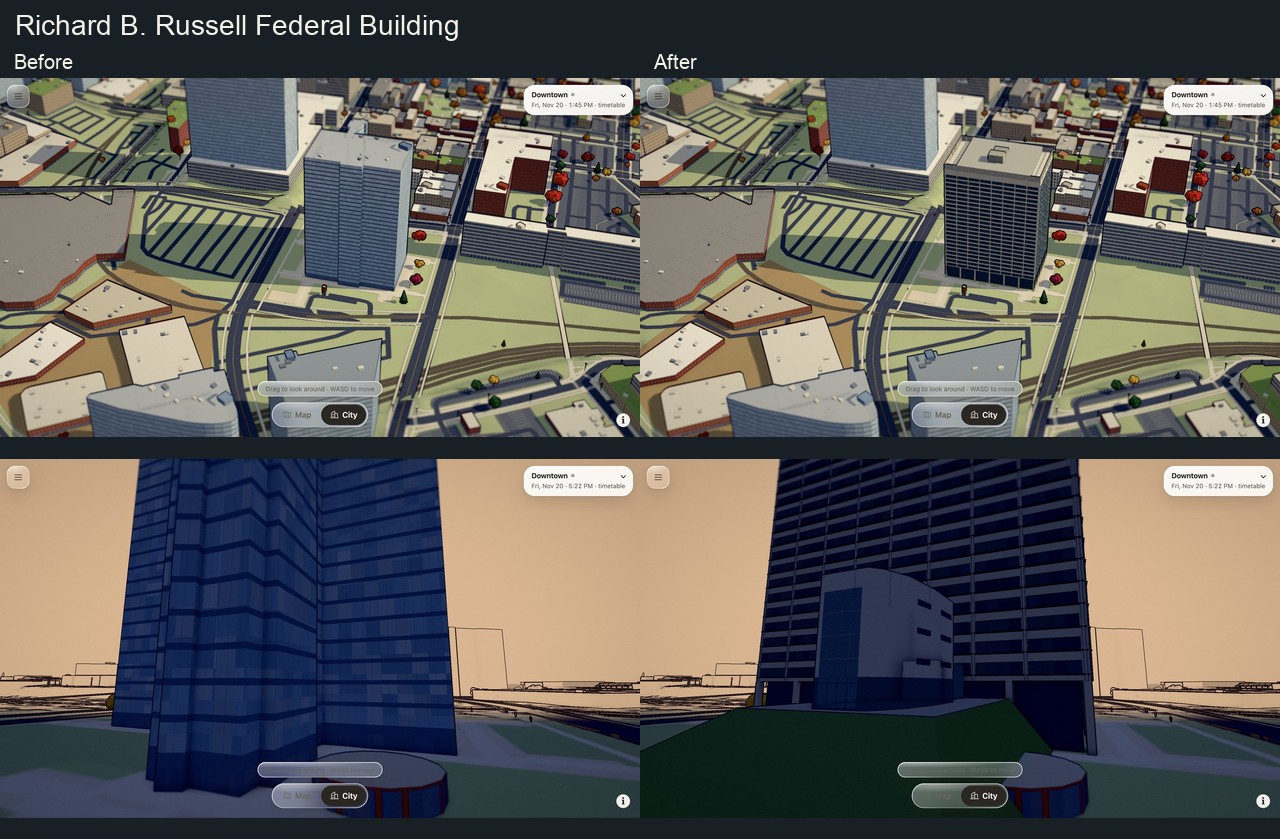 Richard B. Russell Federal Building
Before
After
Downtown
Fri, Nov 20 · 1:45 PM · timetable
Drag to look around · WASD to move
Map
City
Downtown
Fri, Nov 20 · 1:45 PM · timetable
Drag to look around · WASD to move
Map
City
Downtown
Fri, Nov 20 · 5:22 PM · timetable
Map
City
Downtown
Fri, Nov 20 · 5:22 PM · timetable
City